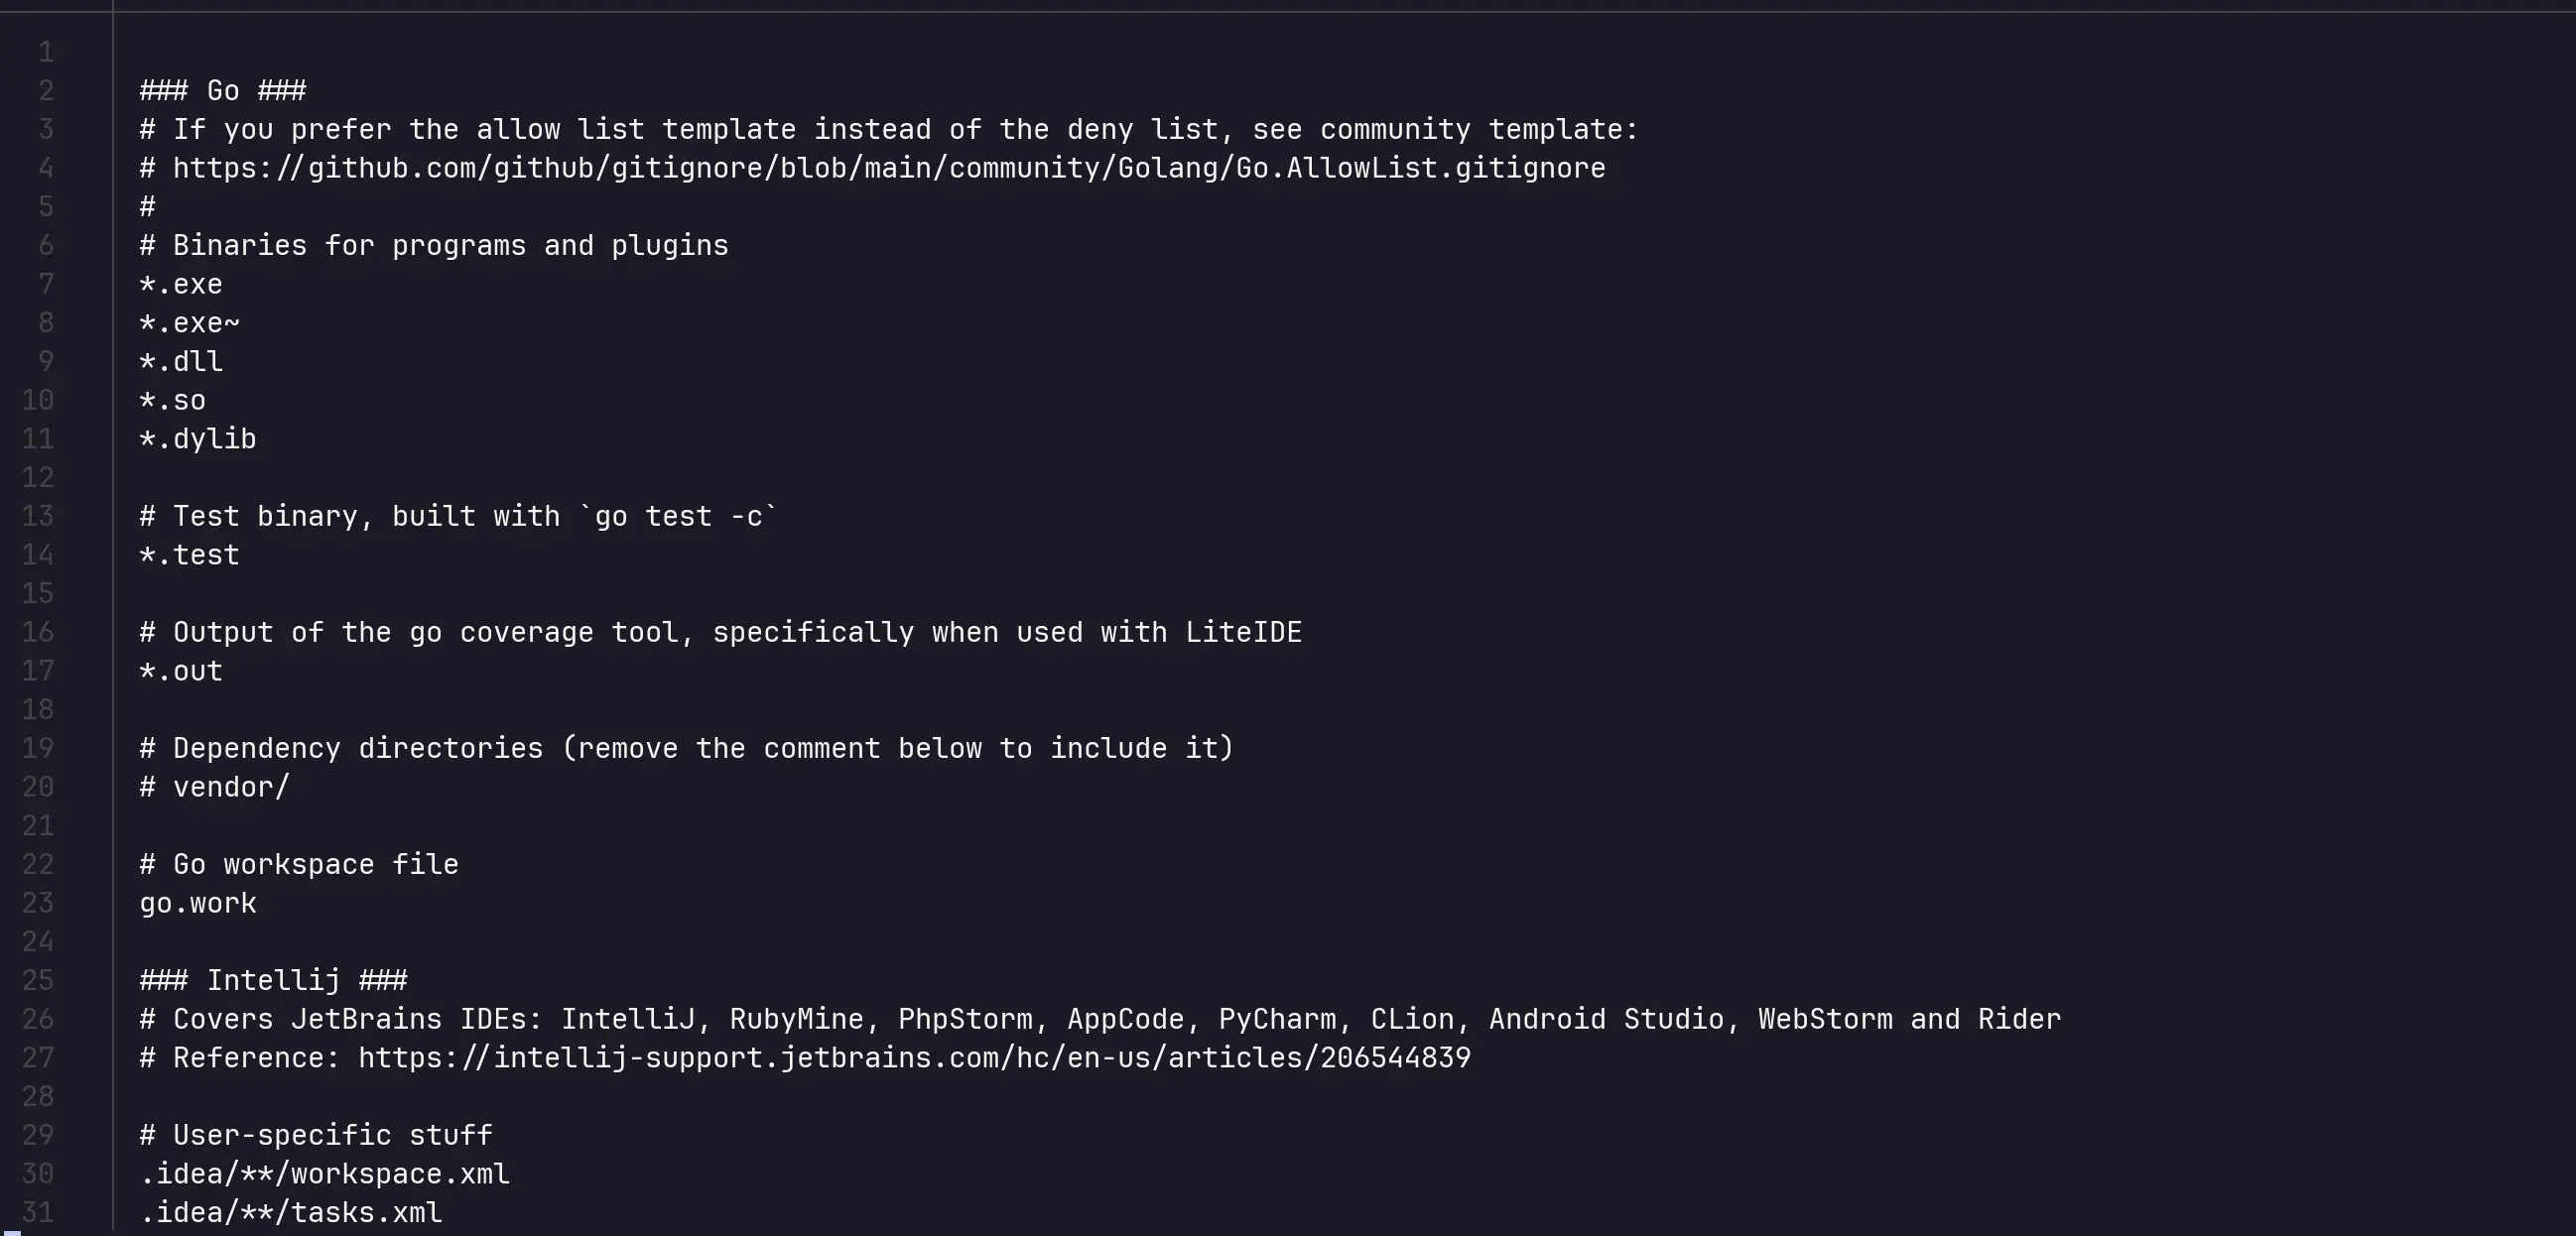 1
2 ### Go ###
3 # If you prefer the allow list template instead of the deny list, see community template:
4 # https://github.com/github/gitignore/blob/main/community/Golang/Go.AllowList.gitignore
5 #
6 # Binaries for programs and plugins
7 *.exe
8 *.exe~
9 *.dll
10 *.so
11 *.dylib
12
13 # Test binary, built with `go test -c`
14 *.test
15
16 # Output of the go coverage tool, specifically when used with LiteIDE
17 *.out
18
19 # Dependency directories (remove the comment below to include it)
20 # vendor/
21
22 # Go workspace file
23 go.work
24
25 ### Intellij ###
26 # Covers JetBrains IDEs: IntelliJ, RubyMine, PhpStorm, AppCode, PyCharm, CLion, Android Studio, WebStorm and Rider
27 # Reference: https://intellij-support.jetbrains.com/hc/en-us/articles/206544839
28
29 # User-specific stuff
30 .idea/**/workspace.xml
31 .idea/**/tasks.xml